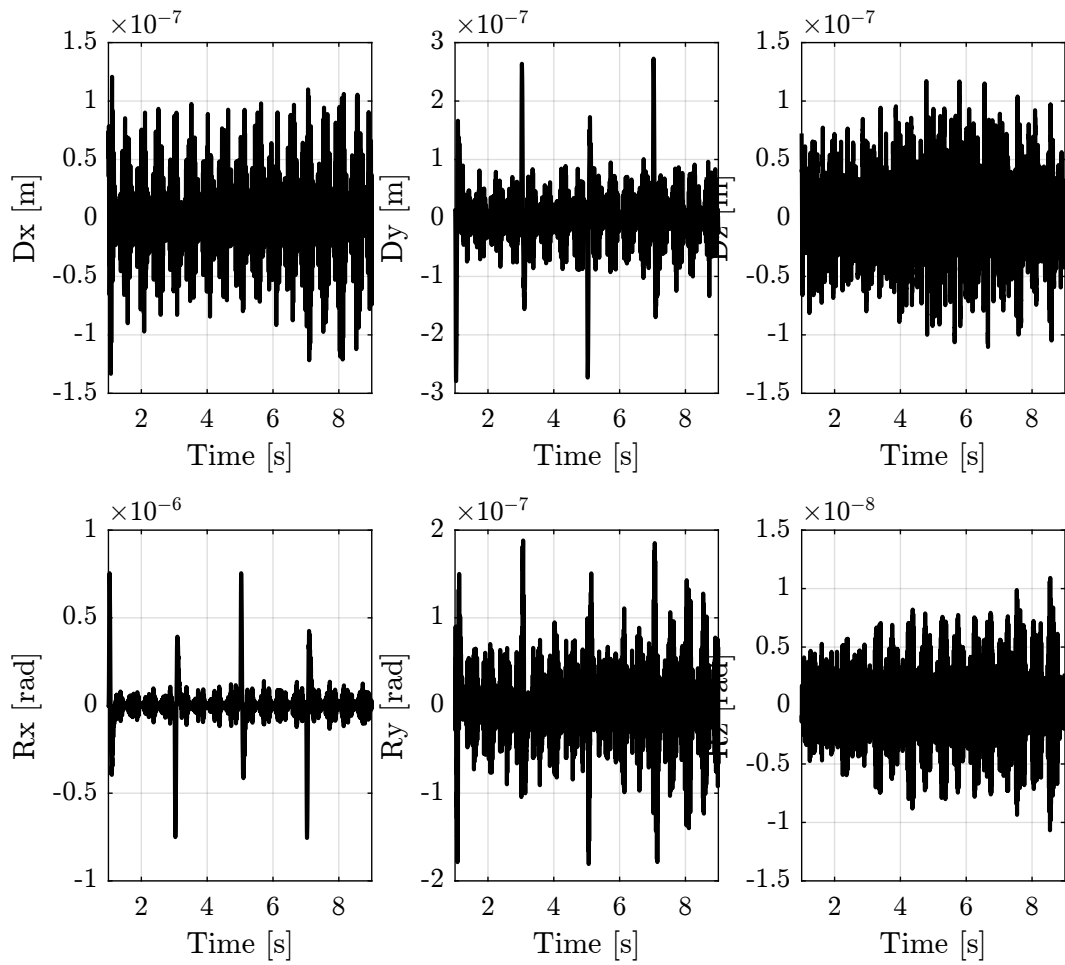 ×10⁻⁷ ×10⁻⁷ ×10⁻⁷
1.5 3 1.5
1 2 1
0.5 1 0.5
0 0 0
-0.5 -1 -0.5
-1 -2 -1
-1.5 -3 -1.5
Dx [m] Dy [m] Dz [m]
2 4 6 8 2 4 6 8 2 4 6 8
Time [s] Time [s] Time [s]
×10⁻⁶ ×10⁻⁷ ×10⁻⁸
1 2 1.5
1
0.5 1 0.5
0 0 0
-0.5 -1 -0.5
-1
-1 -2 -1.5
Rx [rad] Ry [rad] Rz [rad]
2 4 6 8 2 4 6 8 2 4 6 8
Time [s] Time [s] Time [s]